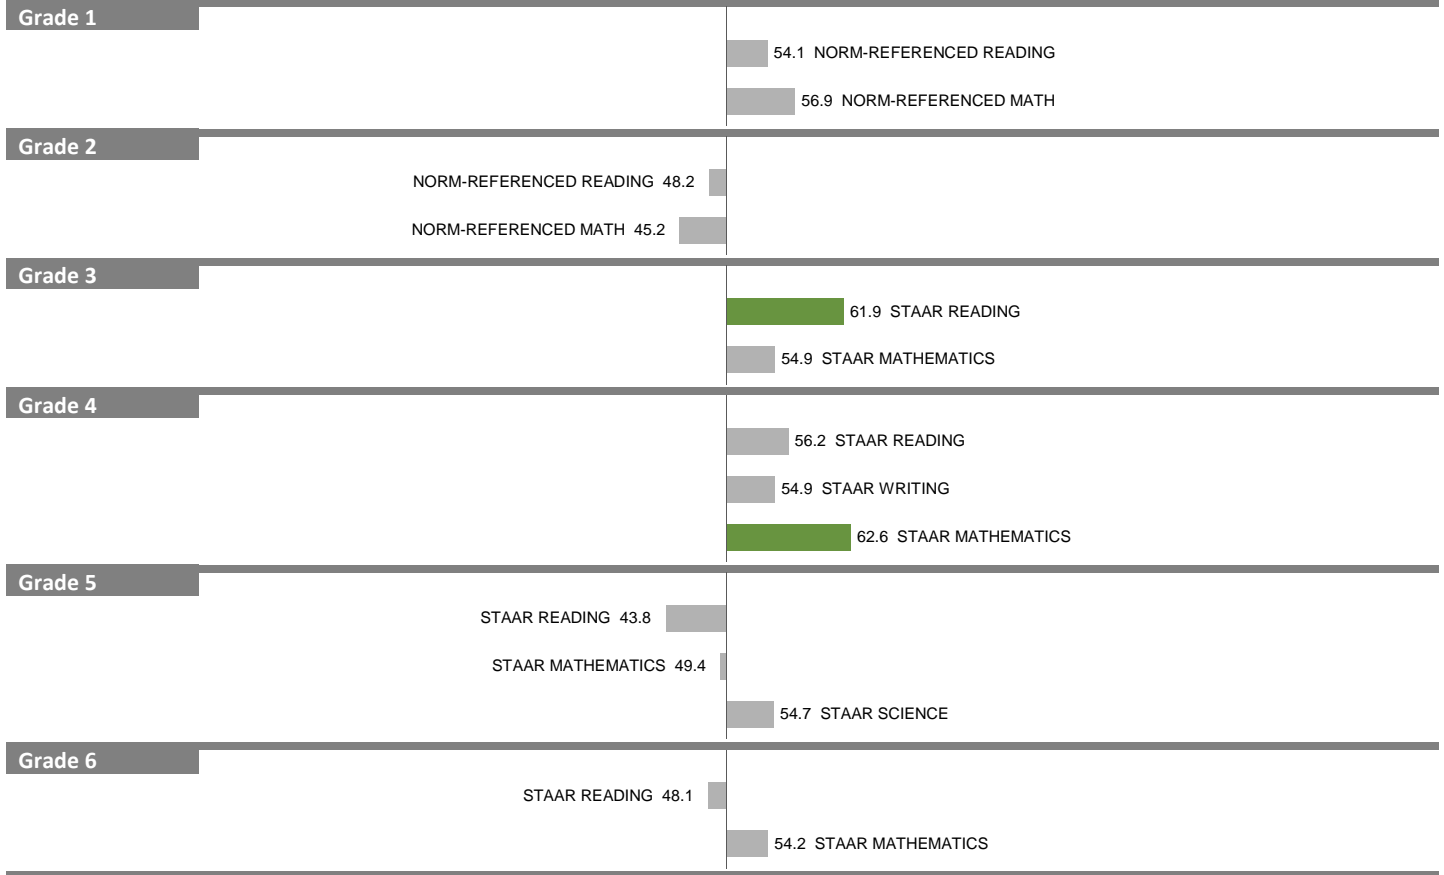 Grade 1
54.1 NORM-REFERENCED READING
56.9 NORM-REFERENCED MATH
Grade 2
NORM-REFERENCED READING 48.2
NORM-REFERENCED MATH 45.2
Grade 3
61.9 STAAR READING
54.9 STAAR MATHEMATICS
Grade 4
56.2 STAAR READING
54.9 STAAR WRITING
62.6 STAAR MATHEMATICS
Grade 5
STAAR READING 43.8
STAAR MATHEMATICS 49.4
54.7 STAAR SCIENCE
Grade 6
STAAR READING 48.1
54.2 STAAR MATHEMATICS